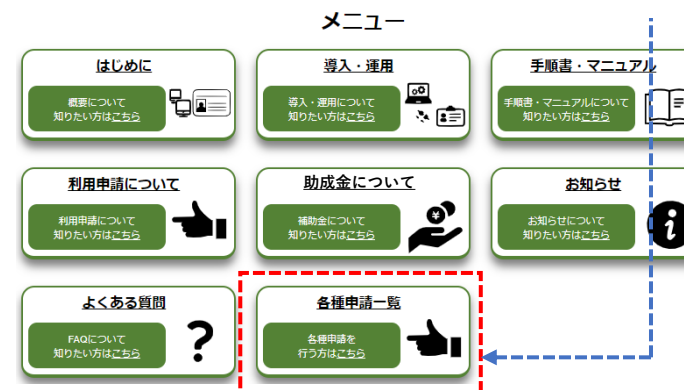 メニュー
はじめに
概要について
知りたい方はこちら
導入・運用
導入・運用について
知りたい方はこちら
手順書・マニュアル
手順書・マニュアルについて
知りたい方はこちら
利用申請について
利用申請について
知りたい方はこちら
助成金について
補助金について
知りたい方はこちら
¥
お知らせ
お知らせについて
知りたい方はこちら
i
よくある質問
FAQについて
知りたい方はこちら
?
各種申請一覧
各種申請を
行う方はこちら